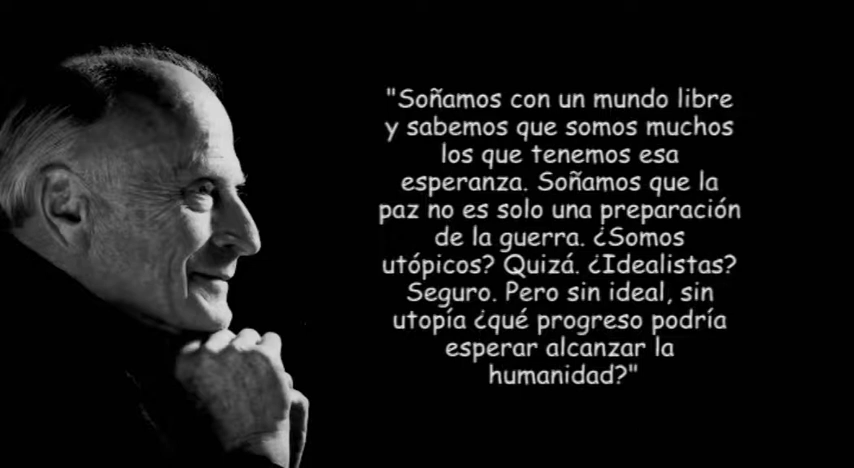 "Soñamos con un mundo libre
y sabemos que somos muchos
los que tenemos esa
esperanza. Soñamos que la
paz no es solo una preparación
de la guerra. ¿Somos
utópicos? Quizá. ¿Idealistas?
Seguro. Pero sin ideal, sin
utopía ¿qué progreso podría
esperar alcanzar la
humanidad?"